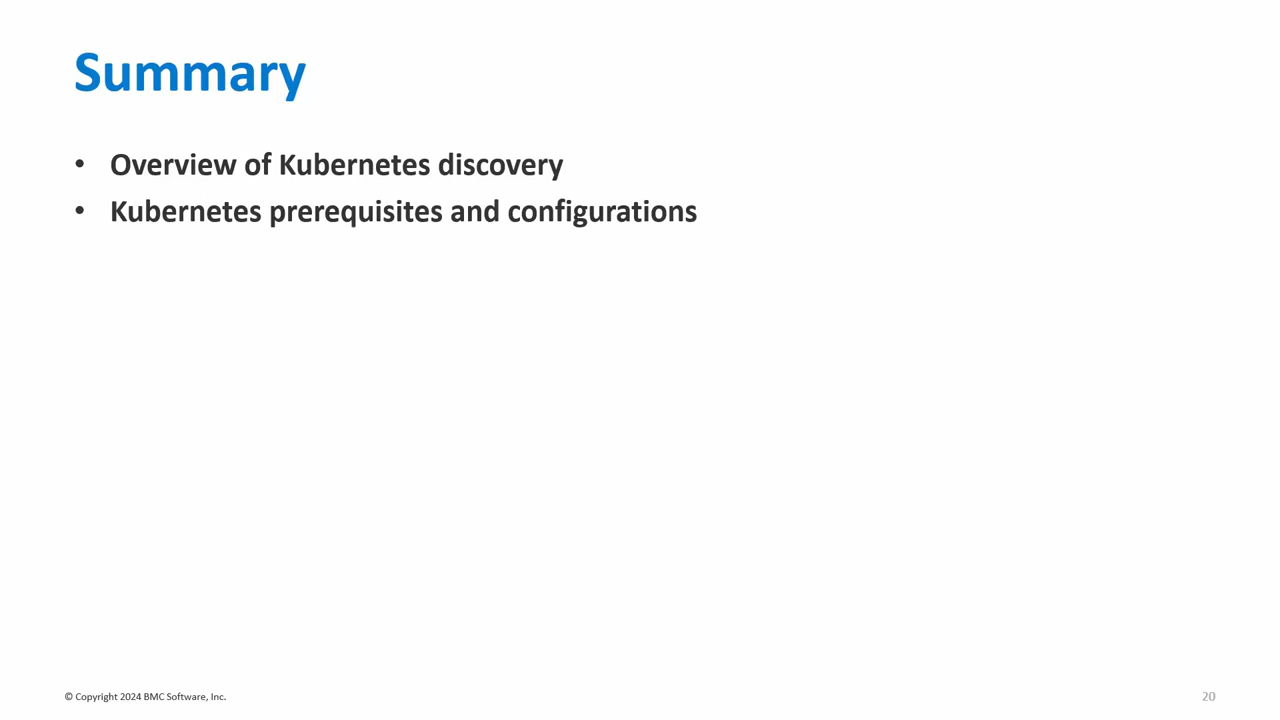 Summary
• Overview of Kubernetes discovery
• Kubernetes prerequisites and configurations
© Copyright 2024 BMC Software, Inc.
20